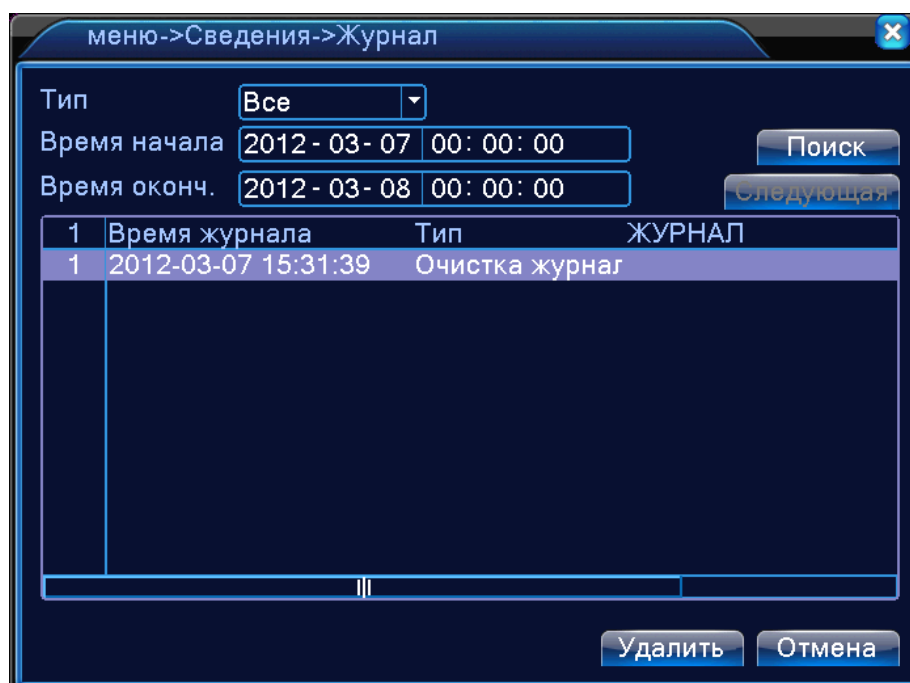 меню->Сведения->Журнал
Тип Все
Время начала 2012-03-07 00:00:00 Поиск
Время оконч. 2012-03-08 00:00:00 Следующая
1 Время журнала Тип ЖУРНАЛ
1 2012-03-07 15:31:39 Очистка журнал
Удалить Отмена